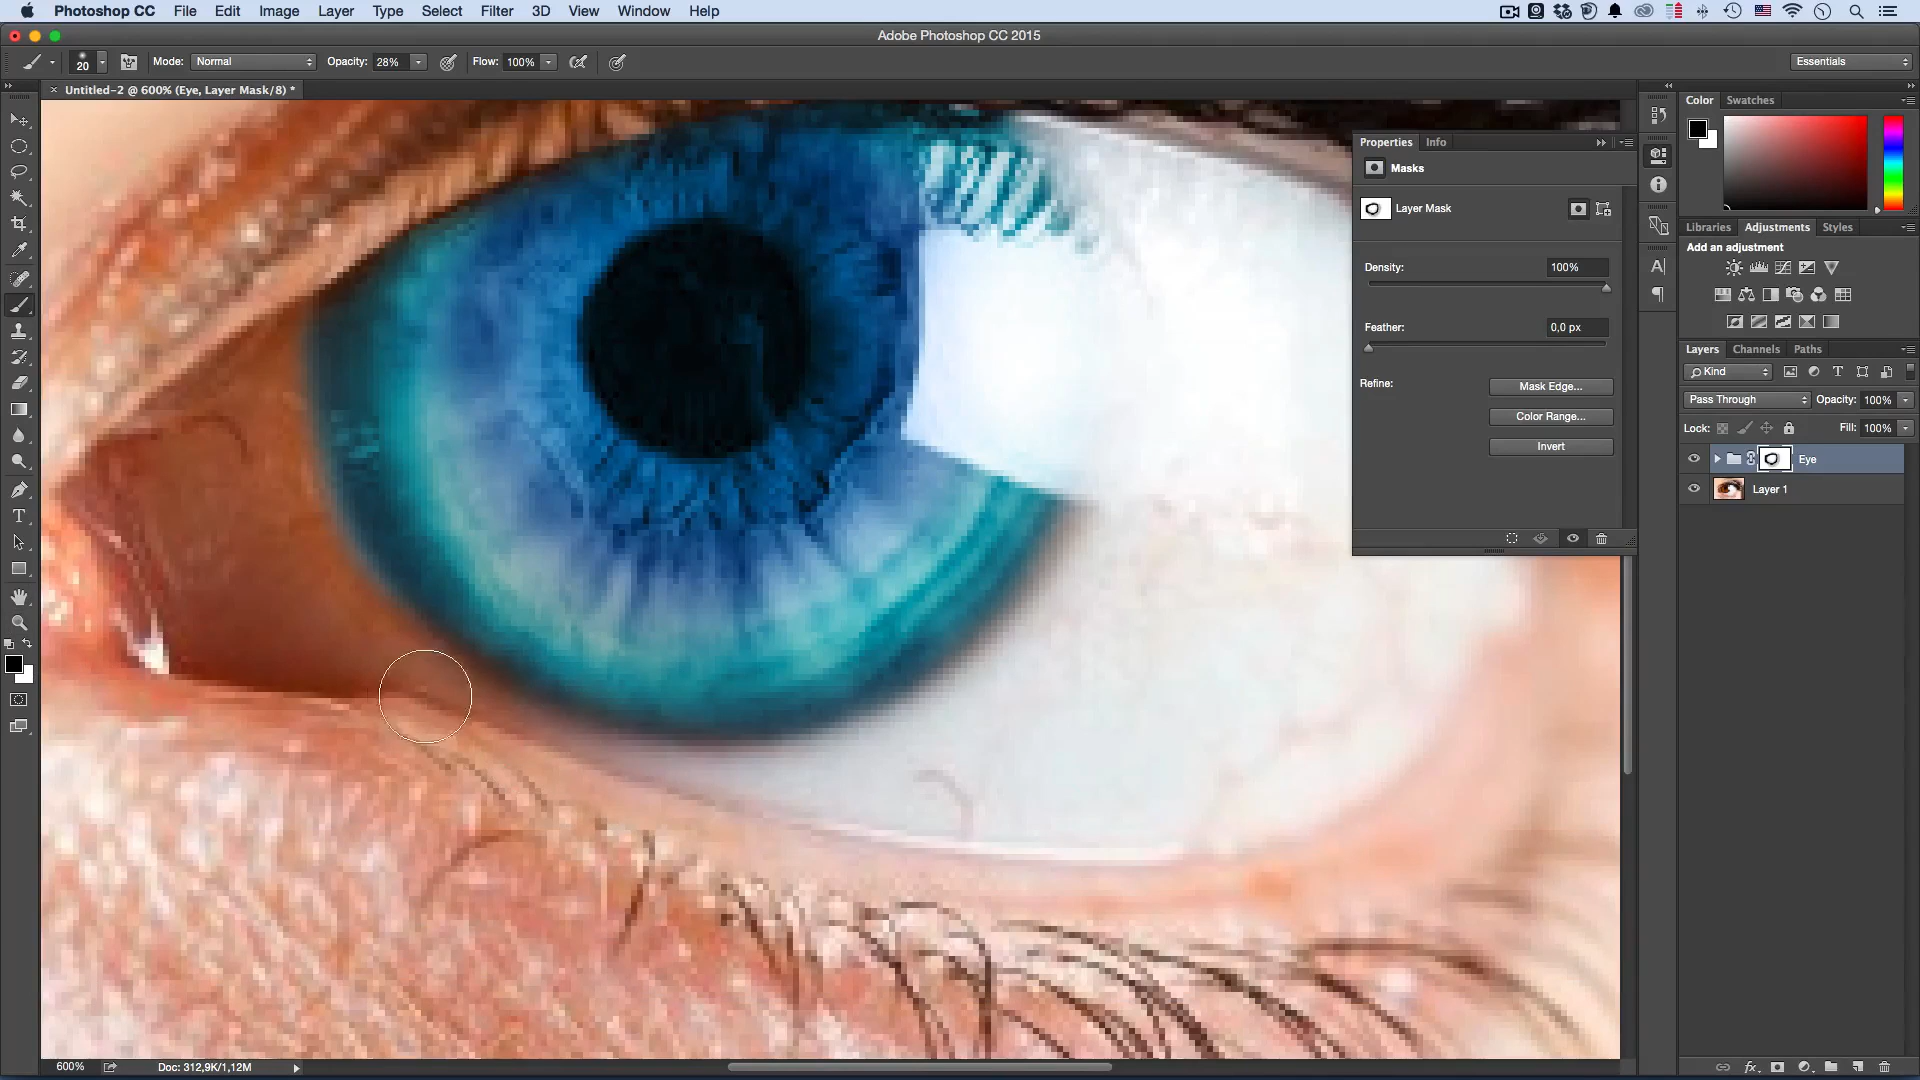 Photoshop CC File Edit Image Layer Type Select Filter 3D View Window Help
Adobe Photoshop CC 2015
20 Mode: Normal Opacity: 28% Flow: 100% Essentials
× Untitled-2 @ 600% (Eye, Layer Mask/8) *
Properties Info
Masks
Layer Mask
Density: 100%
Feather: 0,0 px
Refine: Mask Edge...
Color Range...
Invert
Color Swatches
Libraries Adjustments Styles
Add an adjustment
Layers Channels Paths
Kind
Pass Through Opacity: 100%
Lock: Fill: 100%
Eye
Layer 1
600% Doc: 312,9K/1,12M